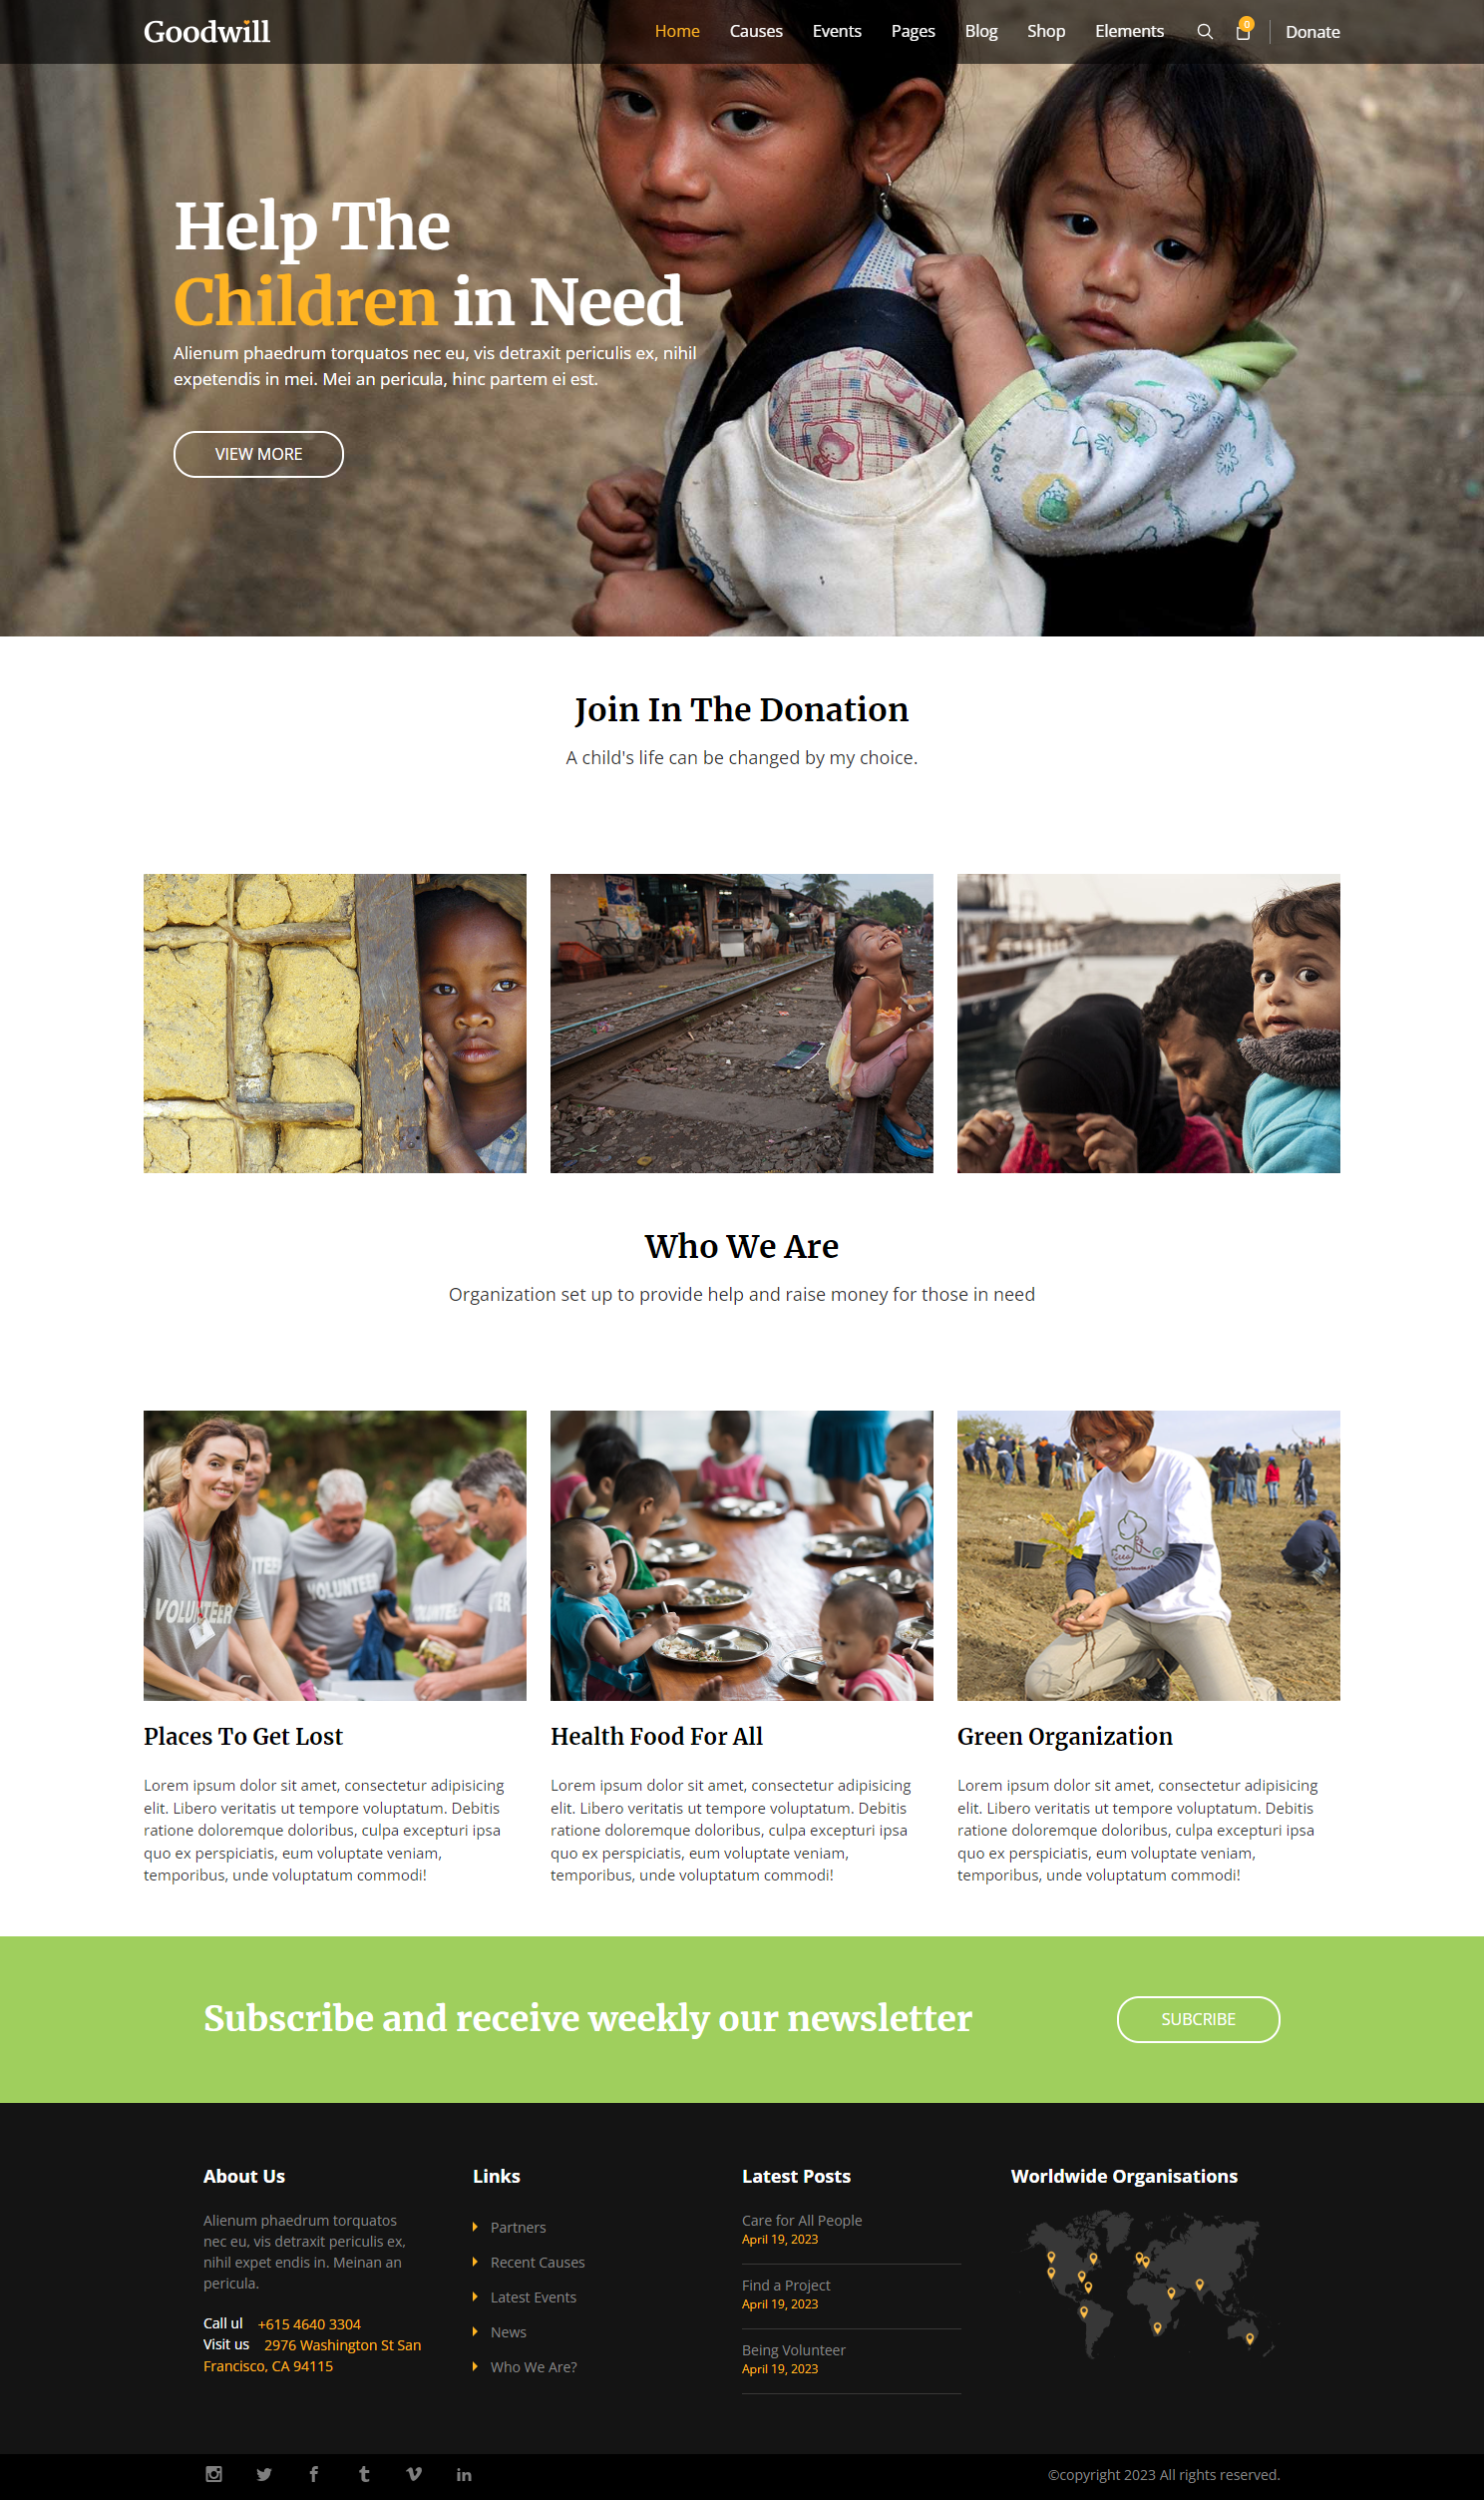 Goodwill
Home Causes Events Pages Blog Shop Elements 0 Donate
Help The
Children in Need
Alienum phaedrum torquatos nec eu, vis detraxit periculis ex, nihil
expetendis in mei. Mei an pericula, hinc partem ei est.
VIEW MORE
Join In The Donation
A child's life can be changed by my choice.
PEPSI
Who We Are
Organization set up to provide help and raise money for those in need
VOLUNTEER
VOLUNTEER
Places To Get Lost
Lorem ipsum dolor sit amet, consectetur adipisicing
elit. Libero veritatis ut tempore voluptatum. Debitis
ratione doloremque doloribus, culpa excepturi ipsa
quo ex perspiciatis, eum voluptate veniam,
temporibus, unde voluptatum commodi!
Health Food For All
Lorem ipsum dolor sit amet, consectetur adipisicing
elit. Libero veritatis ut tempore voluptatum. Debitis
ratione doloremque doloribus, culpa excepturi ipsa
quo ex perspiciatis, eum voluptate veniam,
temporibus, unde voluptatum commodi!
Green Organization
Lorem ipsum dolor sit amet, consectetur adipisicing
elit. Libero veritatis ut tempore voluptatum. Debitis
ratione doloremque doloribus, culpa excepturi ipsa
quo ex perspiciatis, eum voluptate veniam,
temporibus, unde voluptatum commodi!
Subscribe and receive weekly our newsletter
SUBCRIBE
About Us
Alienum phaedrum torquatos
nec eu, vis detraxit periculis ex,
nihil expet endis in. Meinan an
pericula.
Call ul +615 4640 3304
Visit us 2976 Washington St San
Francisco, CA 94115
Links
Partners
Recent Causes
Latest Events
News
Who We Are?
Latest Posts
Care for All People
April 19, 2023
Find a Project
April 19, 2023
Being Volunteer
April 19, 2023
Worldwide Organisations
©copyright 2023 All rights reserved.